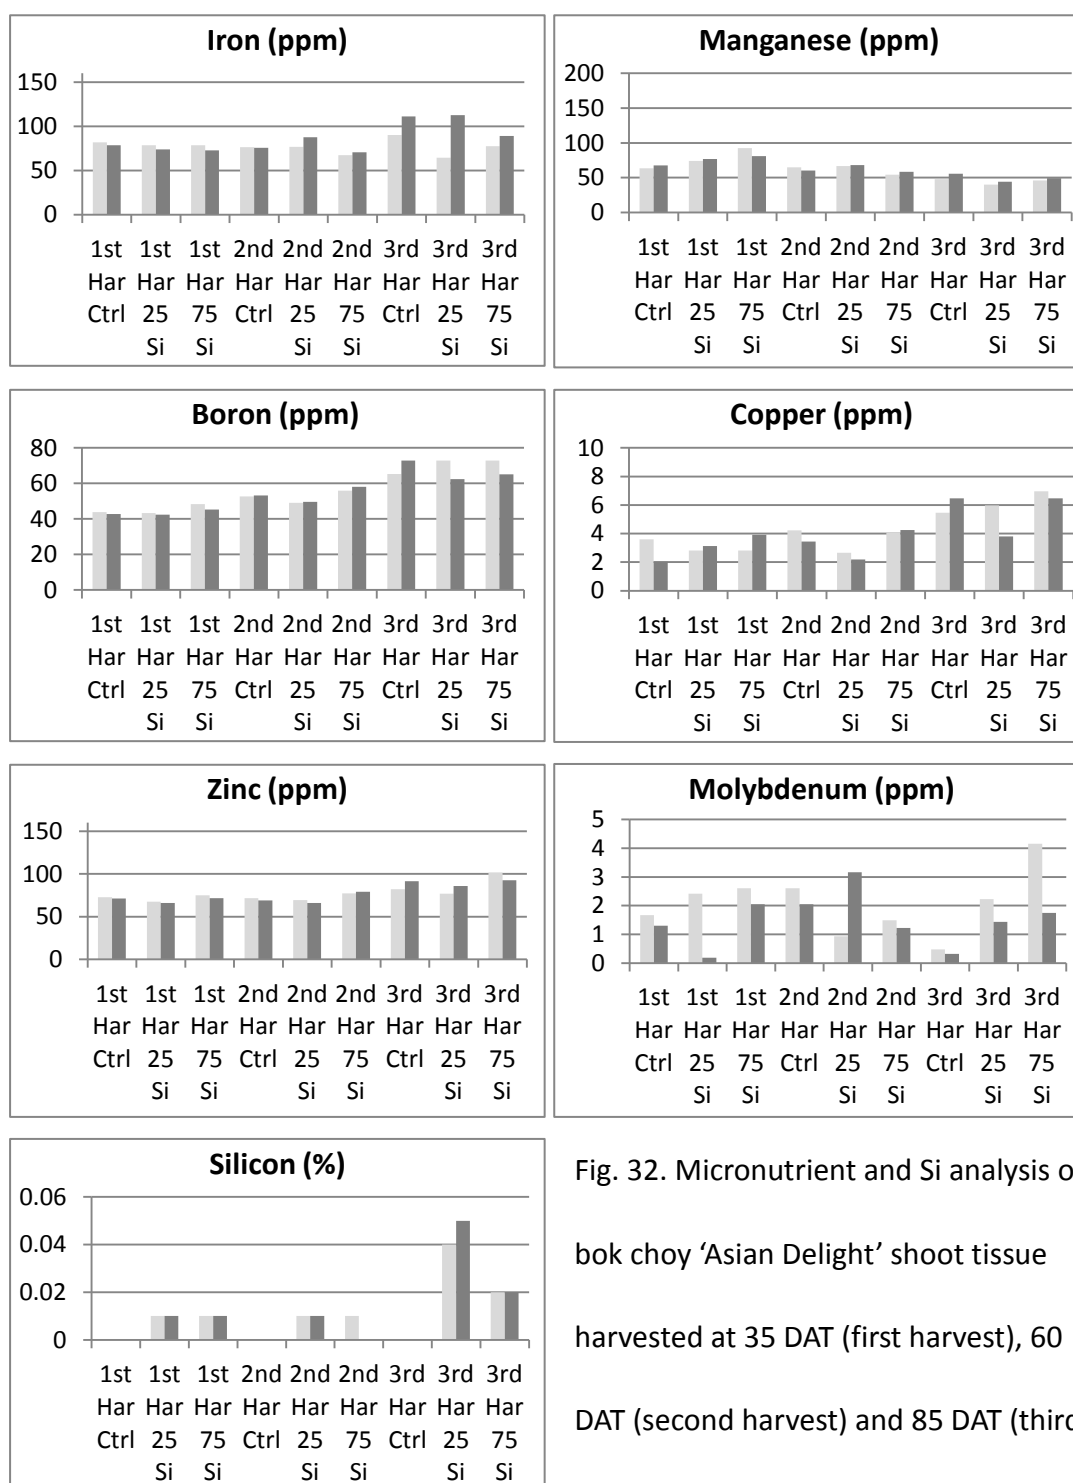 Iron (ppm)
150
100
50
0
1st 1st 1st 2nd 2nd 2nd 3rd 3rd 3rd
Har Har Har Har Har Har Har Har Har
Ctrl 25 75 Ctrl 25 75 Ctrl 25 75
Si Si Si Si Si Si
Manganese (ppm)
200
150
100
50
0
1st 1st 1st 2nd 2nd 2nd 3rd 3rd 3rd
Har Har Har Har Har Har Har Har Har
Ctrl 25 75 Ctrl 25 75 Ctrl 25 75
Si Si Si Si Si Si
Boron (ppm)
80
60
40
20
0
1st 1st 1st 2nd 2nd 2nd 3rd 3rd 3rd
Har Har Har Har Har Har Har Har Har
Ctrl 25 75 Ctrl 25 75 Ctrl 25 75
Si Si Si Si Si Si
Copper (ppm)
10
8
6
4
2
0
1st 1st 1st 2nd 2nd 2nd 3rd 3rd 3rd
Har Har Har Har Har Har Har Har Har
Ctrl 25 75 Ctrl 25 75 Ctrl 25 75
Si Si Si Si Si Si
Zinc (ppm)
150
100
50
0
1st 1st 1st 2nd 2nd 2nd 3rd 3rd 3rd
Har Har Har Har Har Har Har Har Har
Ctrl 25 75 Ctrl 25 75 Ctrl 25 75
Si Si Si Si Si Si
Molybdenum (ppm)
5
4
3
2
1
0
1st 1st 1st 2nd 2nd 2nd 3rd 3rd 3rd
Har Har Har Har Har Har Har Har Har
Ctrl 25 75 Ctrl 25 75 Ctrl 25 75
Si Si Si Si Si Si
Silicon (%)
0.06
0.04
0.02
0
1st 1st 1st 2nd 2nd 2nd 3rd 3rd 3rd
Har Har Har Har Har Har Har Har Har
Ctrl 25 75 Ctrl 25 75 Ctrl 25 75
Si Si Si Si Si Si
Fig. 32. Micronutrient and Si analysis o
bok choy ‘Asian Delight’ shoot tissue
harvested at 35 DAT (first harvest), 60
DAT (second harvest) and 85 DAT (third